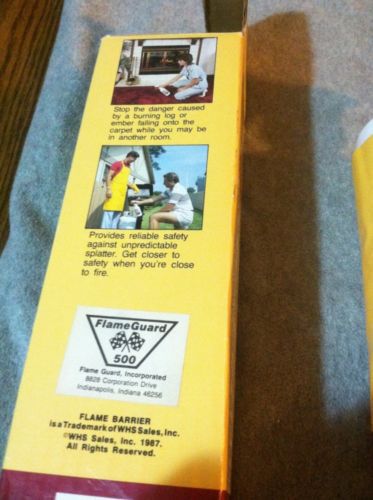 Stop the danger caused
by a burning log or
ember falling onto the
carpet while you may be
in another room.
Provides reliable safety
against unpredictable
splatter. Get closer to
safety when you're close
to fire.
FlameGuard
500
Flame Guard, Incorporated
8828 Corporation Drive
Indianapolis, Indiana 46256
FLAME BARRIER
is a Trademark of WHS Sales, Inc.
©WHS Sales, Inc. 1987.
All Rights Reserved.